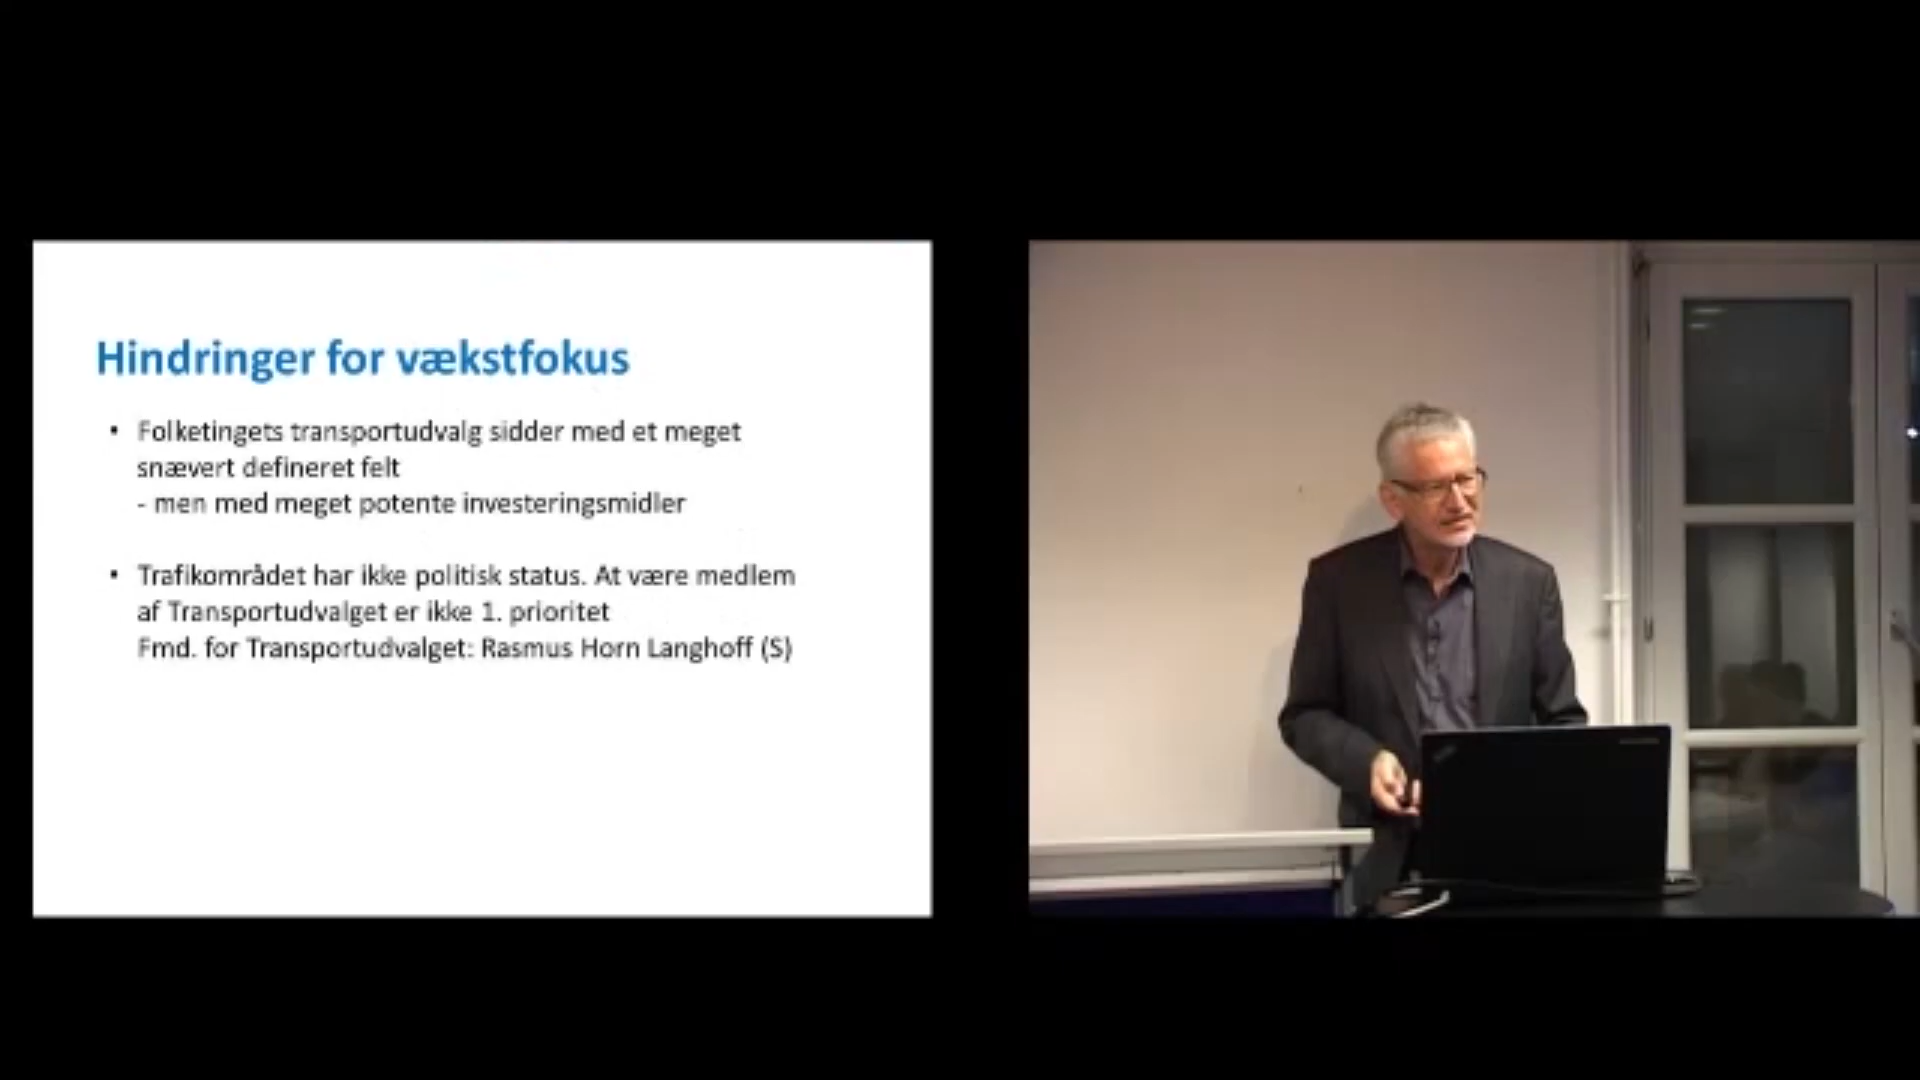 Hindringer for vækstfokus
• Folketingets transportudvalg sidder med et meget
snævert defineret felt
- men med meget potente investeringsmidler
• Trafikområdet har ikke politisk status. At være medlem
af Transportudvalget er ikke 1. prioritet
Fmd. for Transportudvalget: Rasmus Horn Langhoff (S)